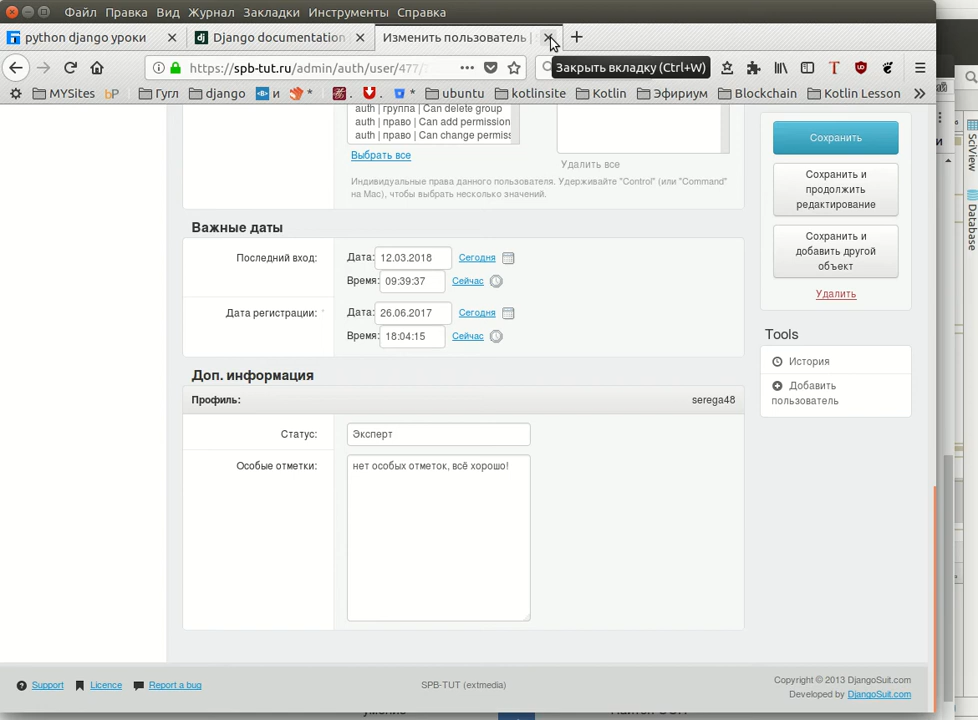 Файл Правка Вид Журнал Закладки Инструменты Справка
python django уроки
Django documentation
Изменить пользователь |
https://spb-tut.ru/admin/auth/user/477/
Закрыть вкладку (Ctrl+W)
MYSites bP Гугл django и ubuntu kotlinsite Kotlin Эфириум Blockchain Kotlin Lesson
auth | группа | Can delete group
auth | право | Can add permission
auth | право | Can change permiss
Выбрать все
Удалить все
Индивидуальные права данного пользователя. Удерживайте "Control" (или "Command"
на Mac), чтобы выбрать несколько значений.
Важные даты
Последний вход:
Дата: 12.03.2018 Сегодня
Время: 09:39:37 Сейчас
Дата регистрации:
Дата: 26.06.2017 Сегодня
Время: 18:04:15 Сейчас
Доп. информация
Профиль: serega48
Статус: Эксперт
Особые отметки: нет особых отметок, всё хорошо!
Сохранить
Сохранить и
продолжить
редактирование
Сохранить и
добавить другой
объект
Удалить
Tools
История
Добавить
пользователь
SciView
Database
Support Licence Report a bug
SPB-TUT (extmedia)
Copyright © 2013 DjangoSuit.com
Developed by DjangoSuit.com